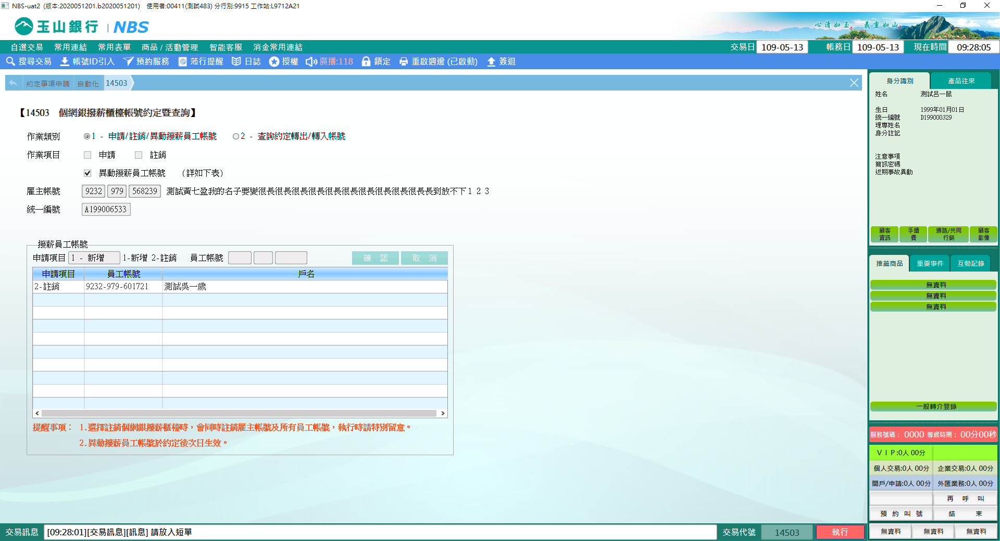 NBS-uat2 (版本:2020051201.b2020051201) 使用者:00411(測試483) 分行別:9915 工作站:L9712A21
玉山銀行 | NBS
心清如玉 義重如山
自選交易 常用連結 常用表單 商品 / 活動管理 智能客服 消金常用連結 交易日 109-05-13 帳務日 109-05-13 現在時間 09:28:05
搜尋交易 帳號ID引入 預約服務 蒞行提醒 日誌 授權 廣播:118 鎖定 重啟週邊 (已啟動) 簽退
約定事項申請 自動化 14503
【14503 個網銀撥薪櫃檯帳號約定暨查詢】
作業類別 1 - 申請/註銷/異動撥薪員工帳號 2 - 查詢約定轉出/轉入帳號
作業項目 申請 註銷
異動撥薪員工帳號 (詳如下表)
雇主帳號 9232 979 568239 測試黃七盈我的名子要變很長很長很長很長很長很長很長很長很長很長長到放不下１２３
統一編號 A199006533
撥薪員工帳號
申請項目 1 - 新增 1-新增 2-註銷 員工帳號 確 認 取 消
申請項目 員工帳號 戶名
2-註銷 9232-979-601721 測試吳一歲
提醒事項： 1.選擇註銷個網銀撥薪櫃檯時，會同時註銷雇主帳號及所有員工帳號，執行時請特別留意。
2.異動撥薪員工帳號於約定後次日生效。
身分識別 產品往來
姓名 測試呂一鼠
生日 1999年01月01日
統一編號 D199000329
理專姓名
身分註記
注意事項
簡訊密碼
近期事故異動
顧客資訊 手續費 通路/共同行銷 顧客影像
推薦商品 重要事件 互動記錄
無資料
無資料
無資料
一般轉介登錄
服務號碼： 0000 等候時間： 00分00秒
ＶＩＰ:0人 00分
個人交易:0人 00分 企業交易:0人 00分
開戶/申請:0人 00分 外匯業務:0人 00分
再 呼 叫
預 約 叫 號 結 束
無資料 無資料 無資料
交易訊息 [09:28:01][交易訊息][訊息] 請放入短單 交易代號 14503 執行